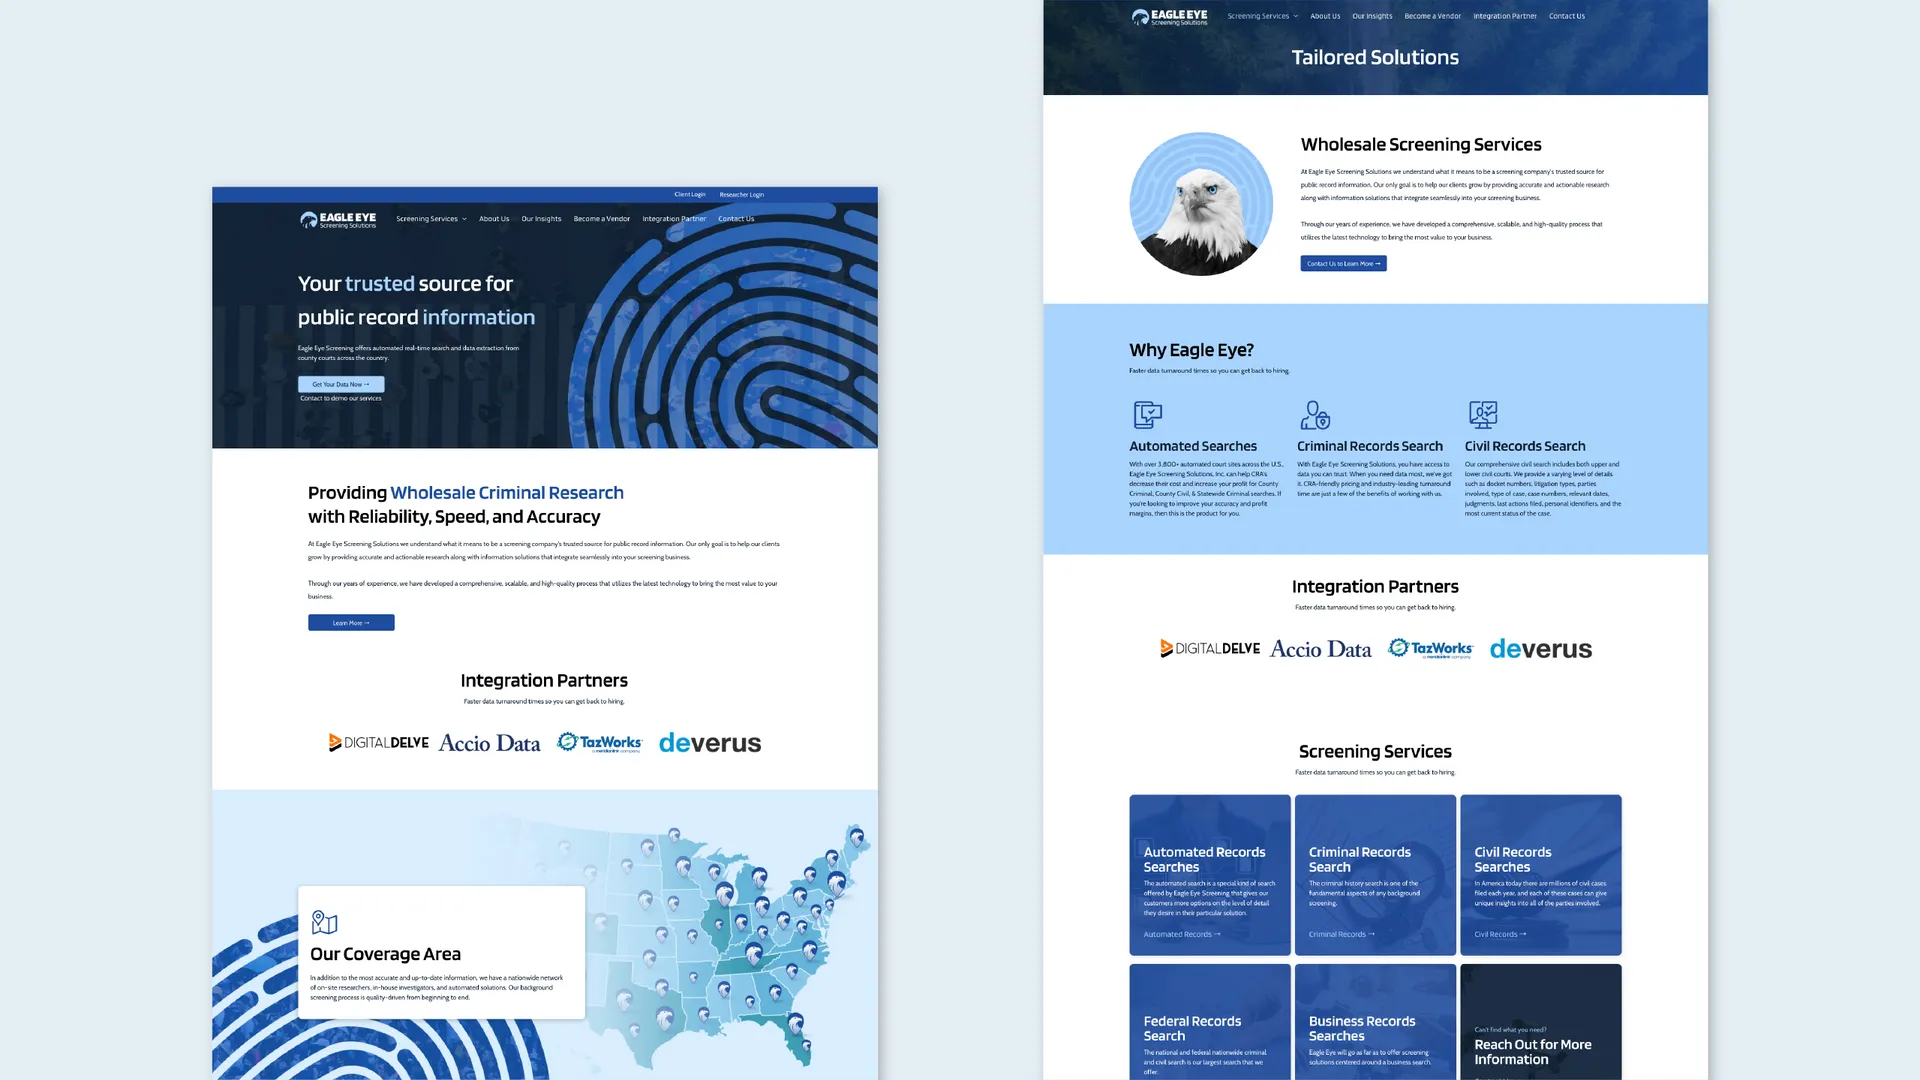 Client Login Researcher Login
EAGLE EYE
Screening Solutions
Screening Services About Us Our Insights Become a Vendor Integration Partner Contact Us
Your trusted source for
public record information
Eagle Eye Screening offers automated real-time search and data extraction from
county courts across the country.
Get Your Data Now →
Contact to demo our services
Providing Wholesale Criminal Research
with Reliability, Speed, and Accuracy
At Eagle Eye Screening Solutions we understand what it means to be a screening company's trusted source for public record information. Our only goal is to help our clients
grow by providing accurate and actionable research along with information solutions that integrate seamlessly into your screening business.
Through our years of experience, we have developed a comprehensive, scalable, and high-quality process that utilizes the latest technology to bring the most value to your
business.
Learn More →
Integration Partners
Faster data turnaround times so you can get back to hiring.
DIGITALDELVE Accio Data TazWorks deverus
a meridianlink company
Our Coverage Area
In addition to the most accurate and up-to-date information, we have a nationwide network
of on-site researchers, in-house investigators, and automated solutions. Our background
screening process is quality-driven from beginning to end.
EAGLE EYE
Screening Solutions
Screening Services About Us Our Insights Become a Vendor Integration Partner Contact Us
Tailored Solutions
Wholesale Screening Services
At Eagle Eye Screening Solutions we understand what it means to be a screening company's trusted source for
public record information. Our only goal is to help our clients grow by providing accurate and actionable research
along with information solutions that integrate seamlessly into your screening business.
Through our years of experience, we have developed a comprehensive, scalable, and high-quality process that
utilizes the latest technology to bring the most value to your business.
Contact Us to Learn More →
Why Eagle Eye?
Faster data turnaround times so you can get back to hiring.
Automated Searches
With over 3,800+ automated court sites across the U.S.,
Eagle Eye Screening Solutions, Inc. can help CRA's
decrease their cost and increase your profit for County
Criminal, County Civil, & Statewide Criminal searches. If
you're looking to improve your accuracy and profit
margins, then this is the product for you.
Criminal Records Search
With Eagle Eye Screening Solutions, you have access to
data you can trust. When you need data most, we've got
it. CRA-friendly pricing and industry-leading turnaround
time are just a few of the benefits of working with us.
Civil Records Search
Our comprehensive civil search includes both upper and
lower civil courts. We provide a varying level of details
such as docket numbers, litigation types, parties
involved, type of case, case numbers, relevant dates,
judgments, last actions filed, personal identifiers, and the
most current status of the case.
Integration Partners
Faster data turnaround times so you can get back to hiring.
DIGITALDELVE Accio Data TazWorks deverus
a meridianlink company
Screening Services
Faster data turnaround times so you can get back to hiring.
Automated Records
Searches
The automated search is a special kind of search
offered by Eagle Eye Screening that gives our
customers more options on the level of detail
they desire in their particular solution.
Automated Records →
Criminal Records
Search
The criminal history search is one of the
fundamental aspects of any background
screening.
Criminal Records →
Civil Records
Searches
In America today there are millions of civil cases
filed each year, and each of these cases can give
unique insights into all of the parties involved.
Civil Records →
Federal Records
Search
The national and federal nationwide criminal
and civil search is our largest search that we
offer.
Business Records
Searches
Eagle Eye will go as far as to offer screening
solutions centered around a business search.
Can't find what you need?
Reach Out for More
Information